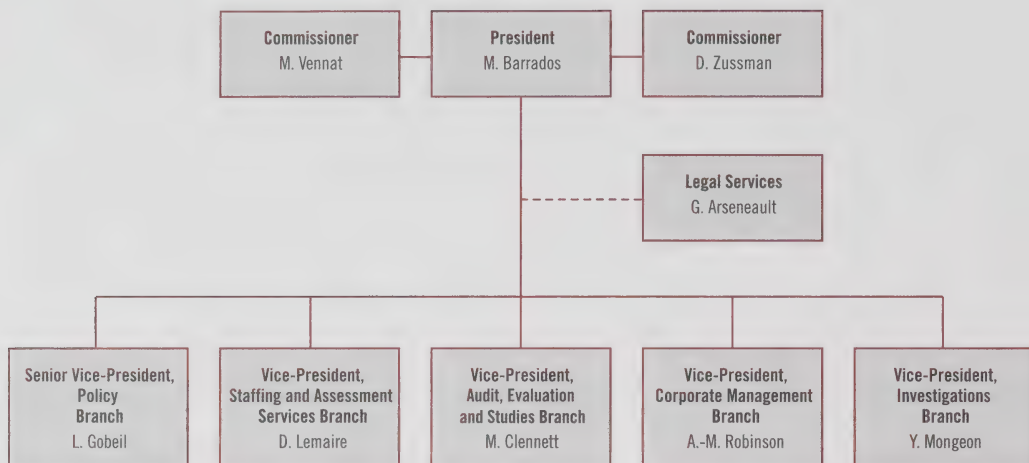 Commissioner
M. Vennat
President
M. Barrados
Commissioner
D. Zussman
Legal Services
G. Arseneault
Senior Vice-President,
Policy
Branch
L. Gobeil
Vice-President,
Staffing and Assessment
Services Branch
D. Lemaire
Vice-President,
Audit, Evaluation
and Studies Branch
M. Clennett
Vice-President,
Corporate Management
Branch
A.-M. Robinson
Vice-President,
Investigations
Branch
Y. Mongeon